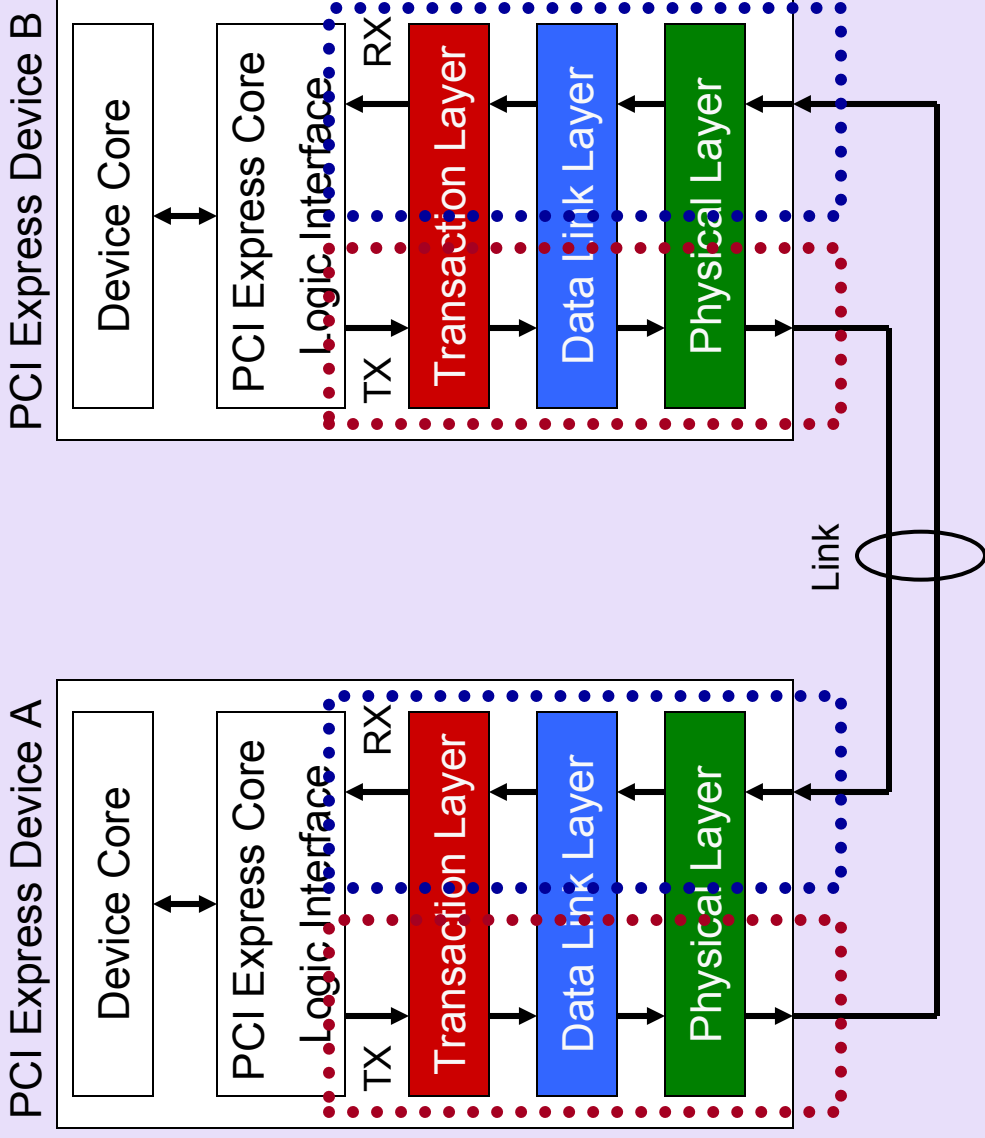 PCI Express Device A
Device Core
PCI Express Core
Logic Interface
TX
RX
Transaction Layer
Data Link Layer
Physical Layer
Link
PCI Express Device B
Device Core
PCI Express Core
Logic Interface
TX
RX
Transaction Layer
Data Link Layer
Physical Layer